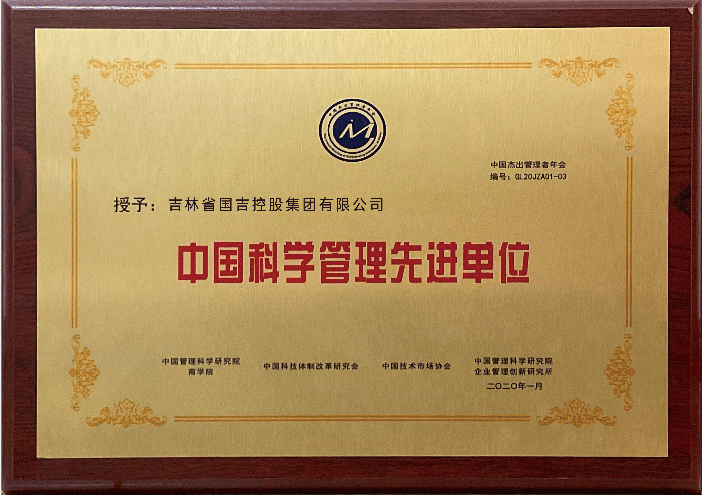 中国杰出管理者年会
编号：GL20JZA01-03
授予：吉林省国吉控股集团有限公司
中国科学管理先进单位
中国管理科学研究院
商学院
中国科技体制改革研究会
中国技术市场协会
中国管理科学研究院
企业管理创新研究所
二〇二〇年一月